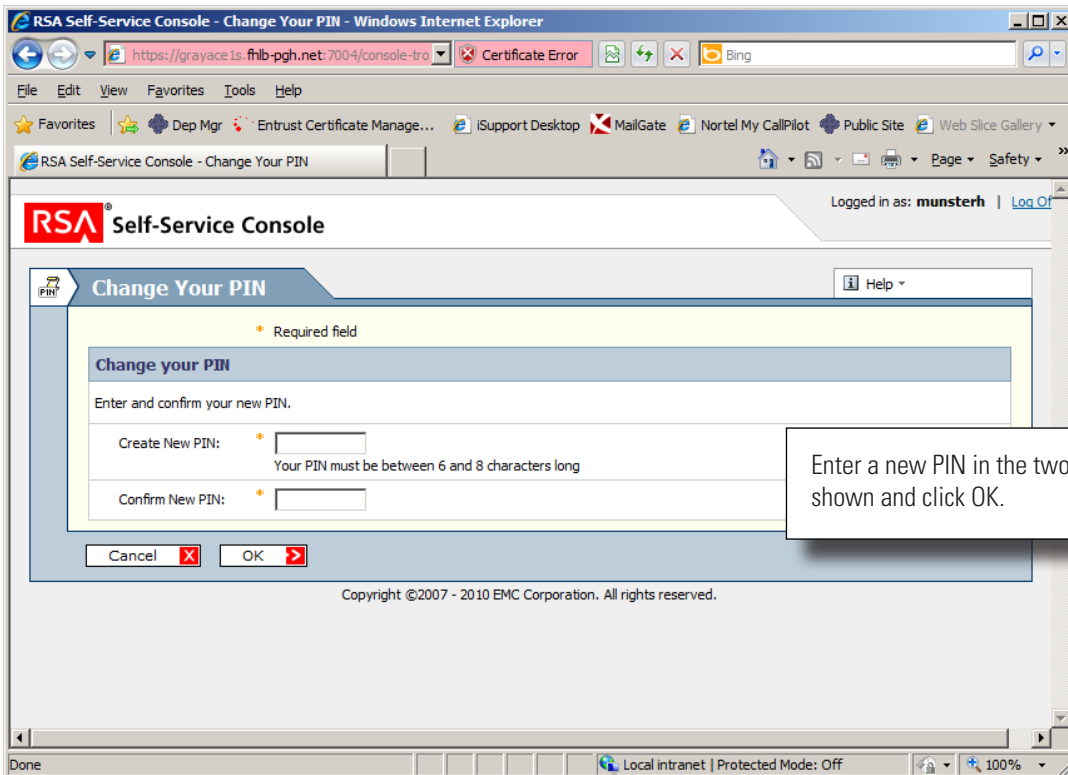 RSA Self-Service Console - Change Your PIN - Windows Internet Explorer
https://grayace1s.fhlb-pgh.net:7004/console-tro Certificate Error Bing
File Edit View Favorites Tools Help
Favorites Dep Mgr Entrust Certificate Manage... iSupport Desktop MailGate Nortel My CallPilot Public Site Web Slice Gallery
RSA Self-Service Console - Change Your PIN Page Safety »
Logged in as: munsterh | Log Of
RSA® Self-Service Console
PIN Change Your PIN Help
* Required field
Change your PIN
Enter and confirm your new PIN.
Create New PIN: *
Your PIN must be between 6 and 8 characters long
Confirm New PIN: *
Enter a new PIN in the two
shown and click OK.
Cancel X OK
Copyright ©2007 - 2010 EMC Corporation. All rights reserved.
Done Local intranet | Protected Mode: Off 100%